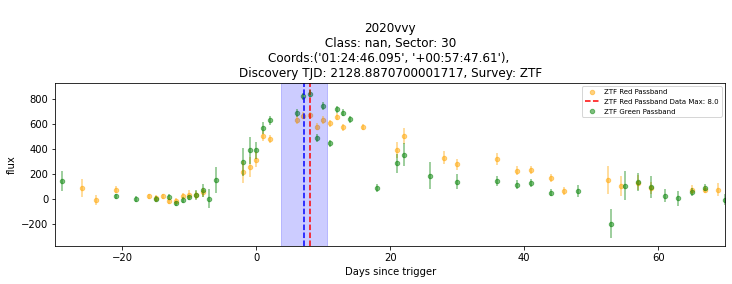 2020vvy
Class: nan, Sector: 30
Coords:('01:24:46.095', '+00:57:47.61'),
Discovery TJD: 2128.8870700001717, Survey: ZTF
ZTF Red Passband
ZTF Red Passband Data Max: 8.0
ZTF Green Passband
800
600
400
200
0
−200
flux
−20
0
20
40
60
Days since trigger